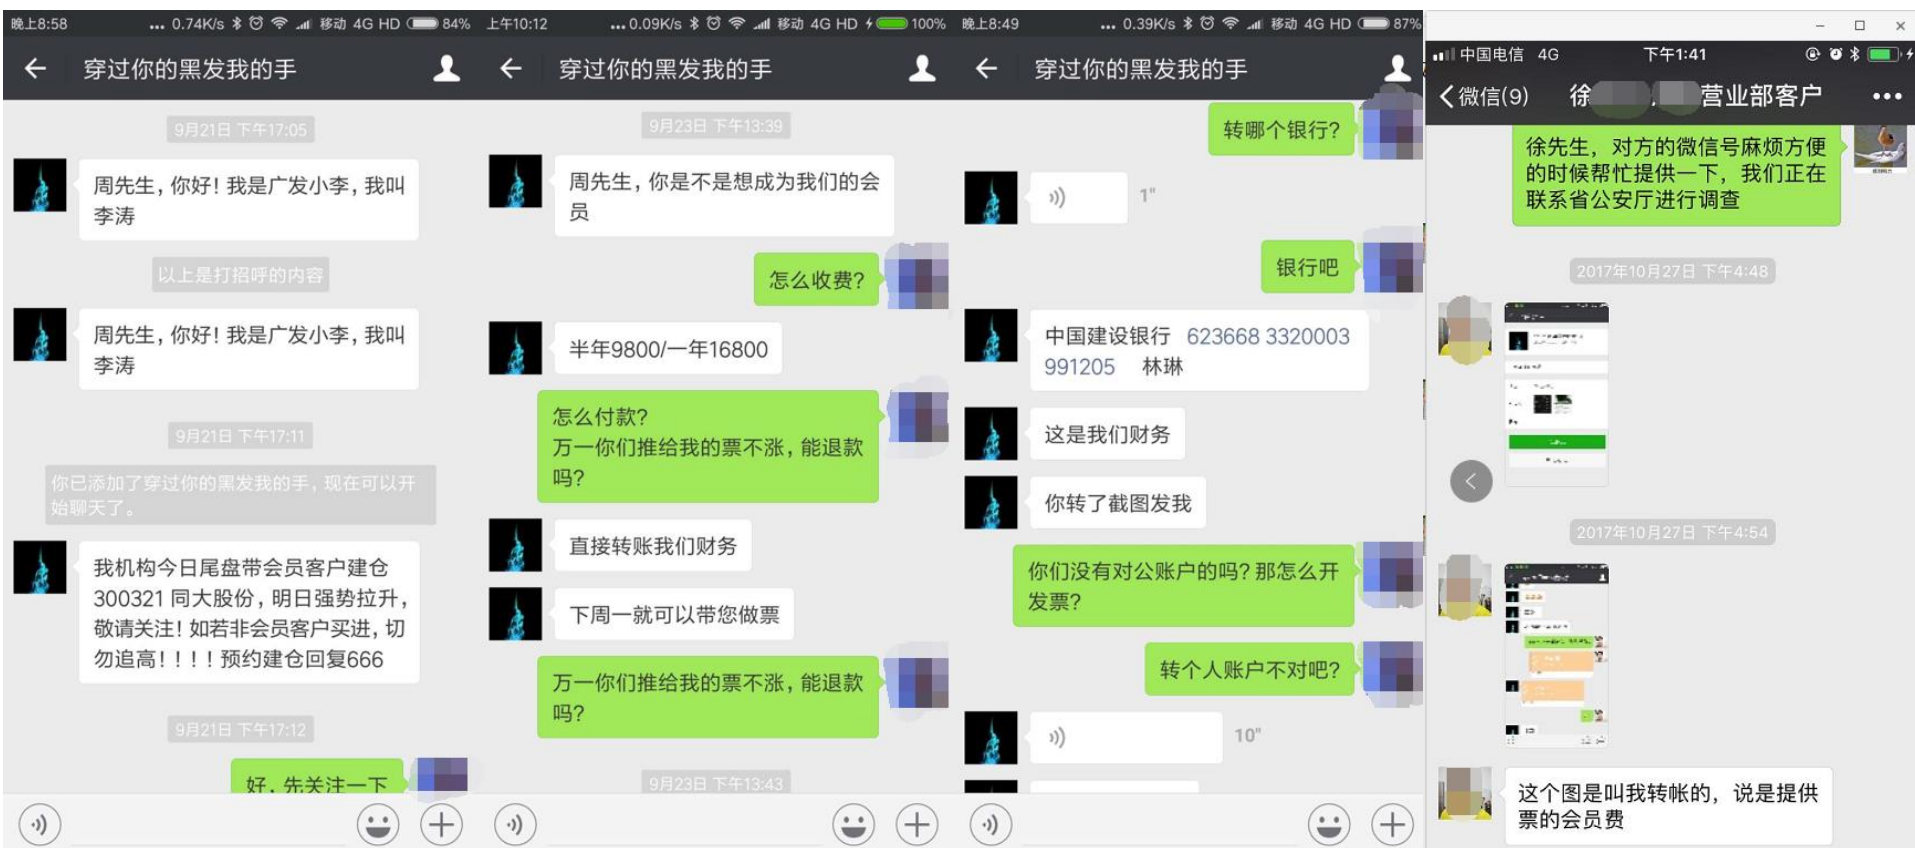 晚上8:58
... 0.74K/s 移动 4G HD 84%
穿过你的黑发我的手
9月21日 下午17:05
周先生，你好！我是广发小李，我叫
李涛
以上是打招呼的内容
周先生，你好！我是广发小李，我叫
李涛
9月21日 下午17:11
你已添加了穿过你的黑发我的手，现在可以开
始聊天了。
我机构今日尾盘带会员客户建仓
300321 同大股份，明日强势拉升，
敬请关注！如若非会员客户买进，切
勿追高！！！！预约建仓回复666
9月21日 下午17:12
好，先关注一下
上午10:12
... 0.09K/s 移动 4G HD 100%
穿过你的黑发我的手
9月23日 下午13:39
周先生，你是不是想成为我们的会
员
怎么收费？
半年9800/一年16800
怎么付款？
万一你们推给我的票不涨，能退款
吗？
直接转账我们财务
下周一就可以带您做票
万一你们推给我的票不涨，能退款
吗？
9月23日 下午13:43
晚上8:49
... 0.39K/s 移动 4G HD 87%
穿过你的黑发我的手
转哪个银行？
1"
银行吧
中国建设银行 623668 3320003
991205 林琳
这是我们财务
你转了截图发我
你们没有对公账户的吗？那怎么开
发票？
转个人账户不对吧？
10"
中国电信 4G 下午1:41
微信(9) 徐 营业部客户 •••
徐先生，对方的微信号麻烦方便
的时候帮忙提供一下，我们正在
联系省公安厅进行调查
2017年10月27日 下午4:48
2017年10月27日 下午4:54
这个图是叫我转帐的，说是提供
票的会员费